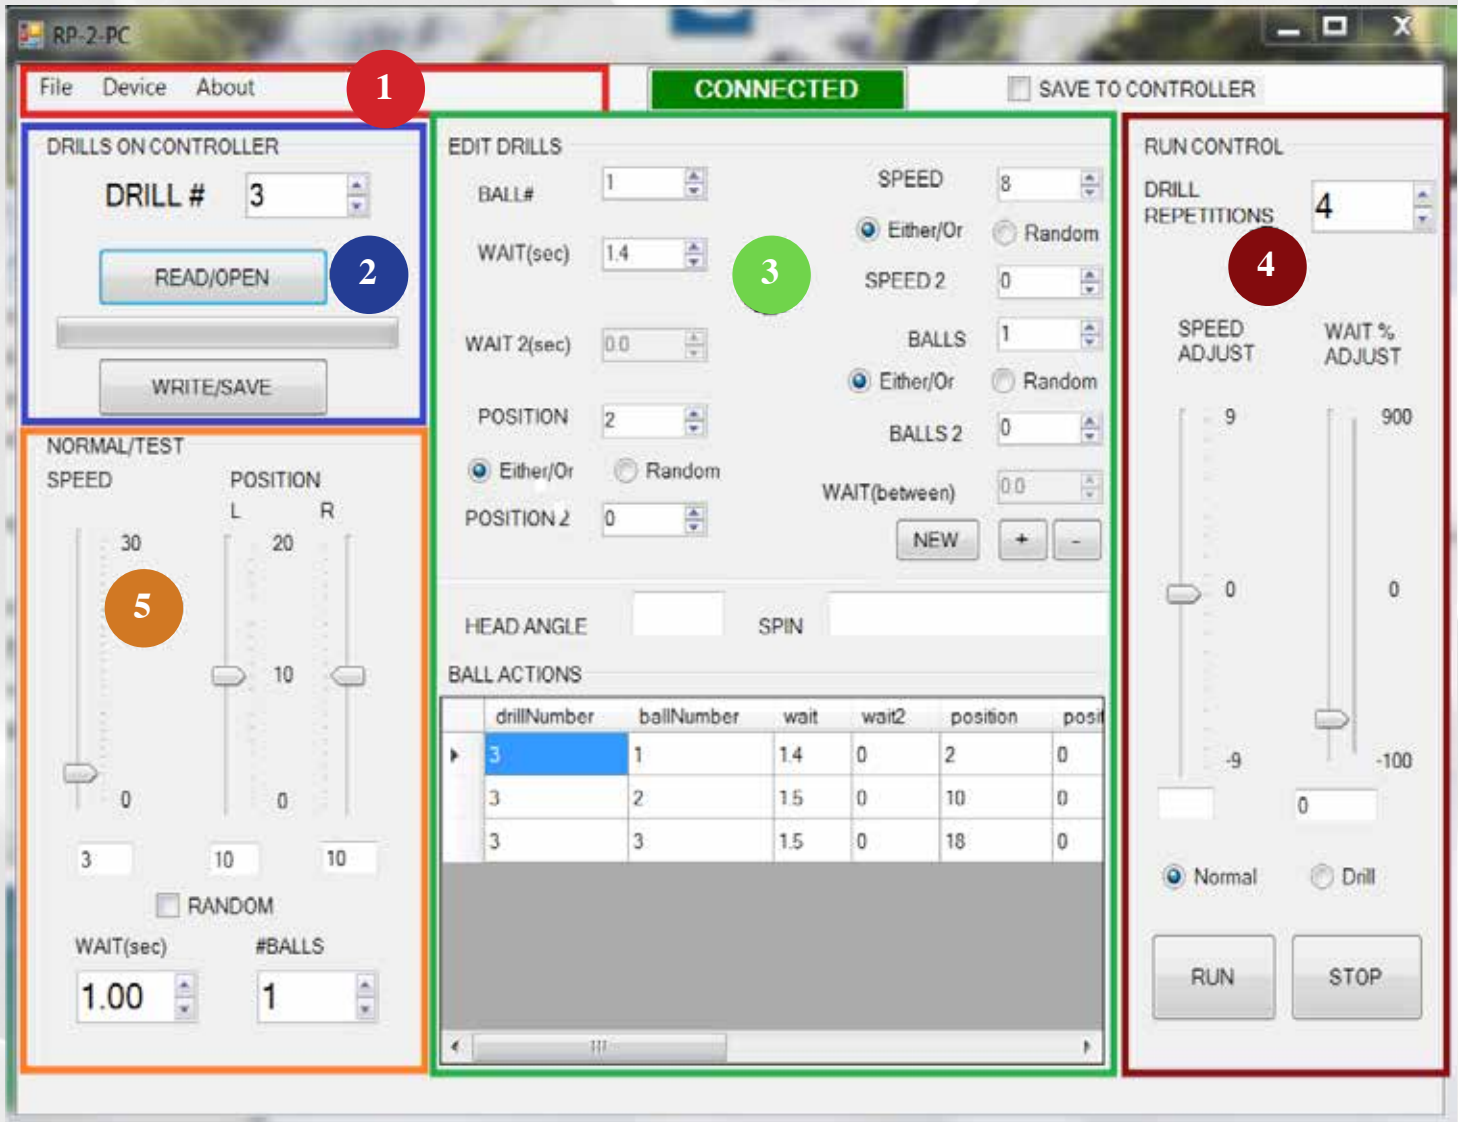 RP-2-PC
File Device About
1
CONNECTED
SAVE TO CONTROLLER
DRILLS ON CONTROLLER
DRILL # 3
READ/OPEN
2
WRITE/SAVE
NORMAL/TEST
SPEED POSITION
L R
30 20
5
10
0 0
3 10 10
RANDOM
WAIT(sec) #BALLS
1.00 1
EDIT DRILLS
BALL# 1
WAIT(sec) 1.4
3
WAIT 2(sec) 0.0
POSITION 2
Either/Or Random
POSITION 2 0
SPEED 8
Either/Or Random
SPEED 2 0
BALLS 1
Either/Or Random
BALLS 2 0
WAIT(between) 0.0
NEW + -
HEAD ANGLE SPIN
BALL ACTIONS
drillNumber ballNumber wait wait2 position posit
3 1 1.4 0 2 0
3 2 1.5 0 10 0
3 3 1.5 0 18 0
RUN CONTROL
DRILL
REPETITIONS 4
4
SPEED
ADJUST
WAIT %
ADJUST
9 900
0 0
-9 -100
0
Normal Drill
RUN STOP